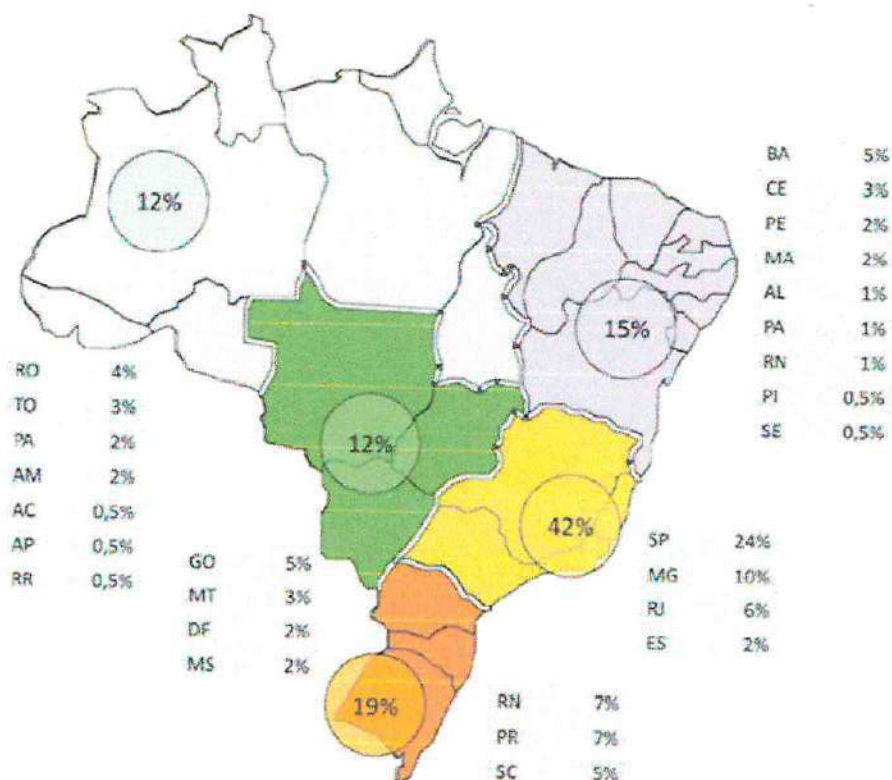 12%
15%
12%
42%
19%
BA 5%
CE 3%
PE 2%
MA 2%
AL 1%
PA 1%
RN 1%
PI 0,5%
SE 0,5%
RO 4%
TO 3%
PA 2%
AM 2%
AC 0,5%
AP 0,5%
RR 0,5%
GO 5%
MT 3%
DF 2%
MS 2%
SP 24%
MG 10%
RJ 6%
ES 2%
RN 7%
PR 7%
SC 5%